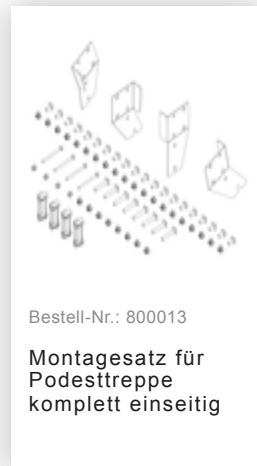 Bestell-Nr.: 800013
Montagesatz für
Podesttreppe
komplett einseitig